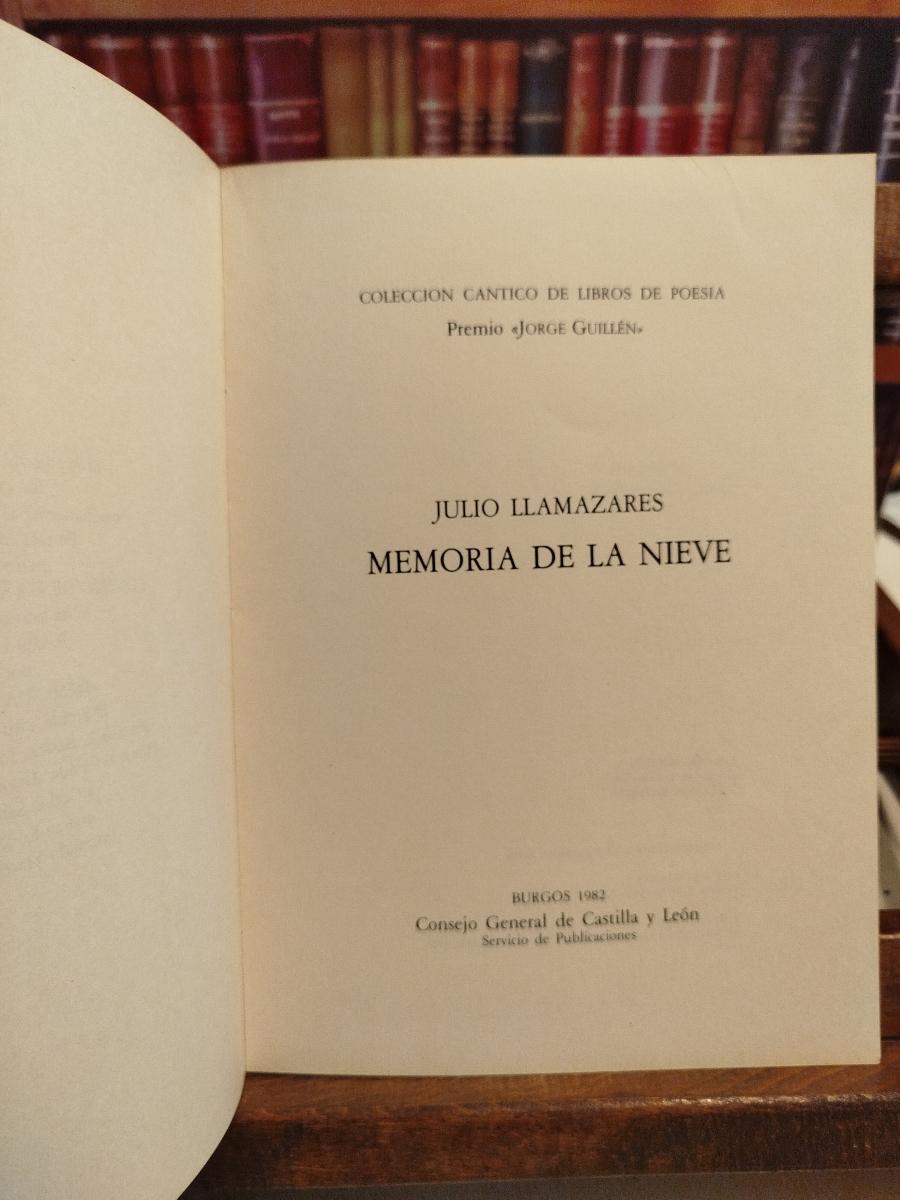 COLECCION CANTICO DE LIBROS DE POESIA
Premio «JORGE GUILLÉN»
JULIO LLAMAZARES
MEMORIA DE LA NIEVE
BURGOS 1982
Consejo General de Castilla y León
Servicio de Publicaciones